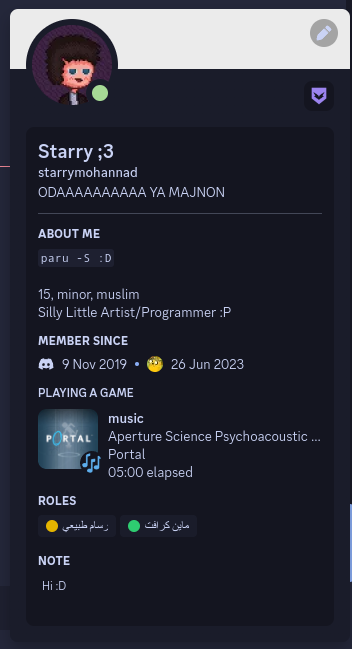 Starry ;3
starrymohannad
ODAAAAAAAAAA YA MAJNON
ABOUT ME
paru -S :D
15, minor, muslim
Silly Little Artist/Programmer :P
MEMBER SINCE
9 Nov 2019 • 26 Jun 2023
PLAYING A GAME
PORTAL
music
Aperture Science Psychoacoustic ...
Portal
05:00 elapsed
ROLES
رسام طبيعي
ماين كرافت
NOTE
Hi :D